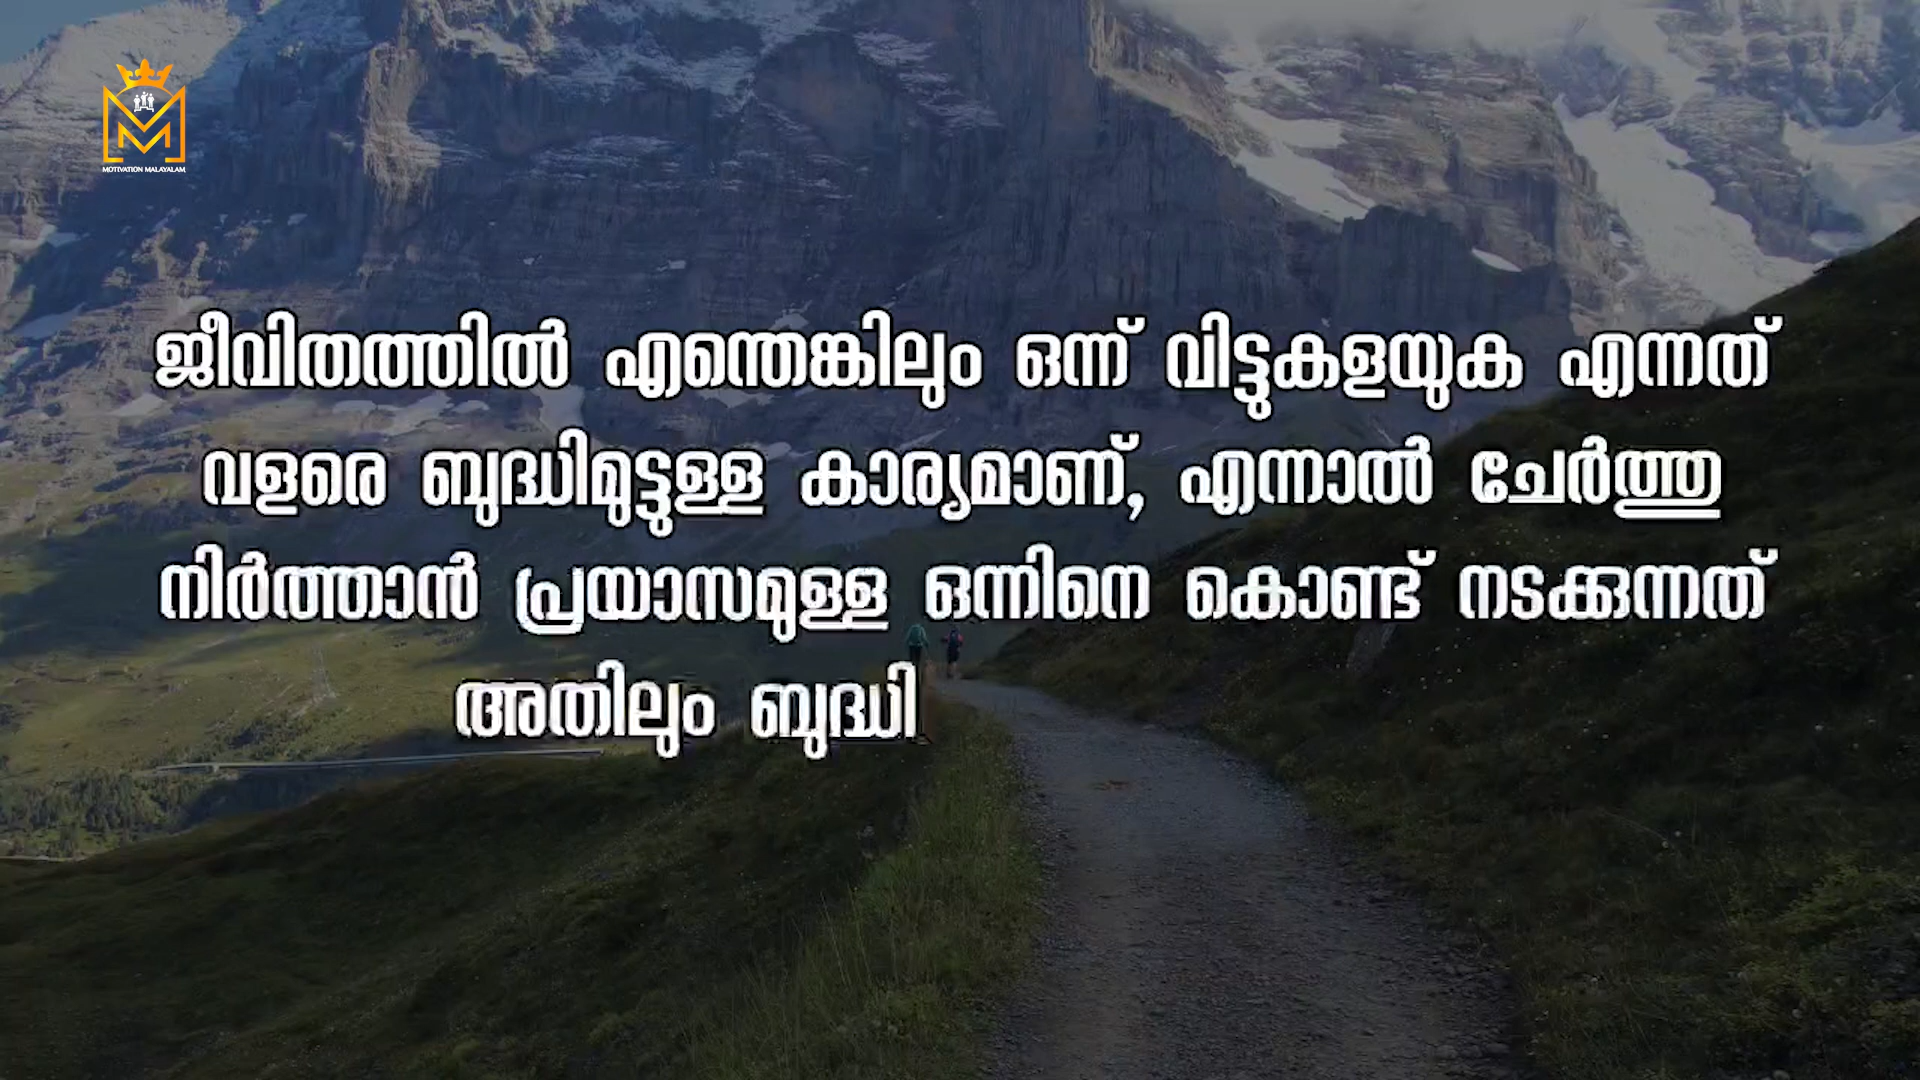 MOTIVATION MALAYALAM
ജീവിതത്തിൽ എന്തെങ്കിലും ഒന്ന് വിട്ടുകളയുക എന്നത്
വളരെ ബുദ്ധിമുട്ടുള്ള കാര്യമാണ്, എന്നാൽ ചേർത്തു
നിർത്താൻ പ്രയാസമുള്ള ഒന്നിനെ കൊണ്ട് നടക്കുന്നത്
അതിലും ബുദ്ധി